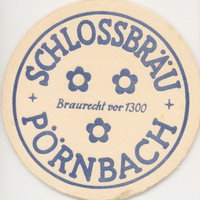 SCHLOSSBRÄU
Braurecht vor 1300
PÖRNBACH